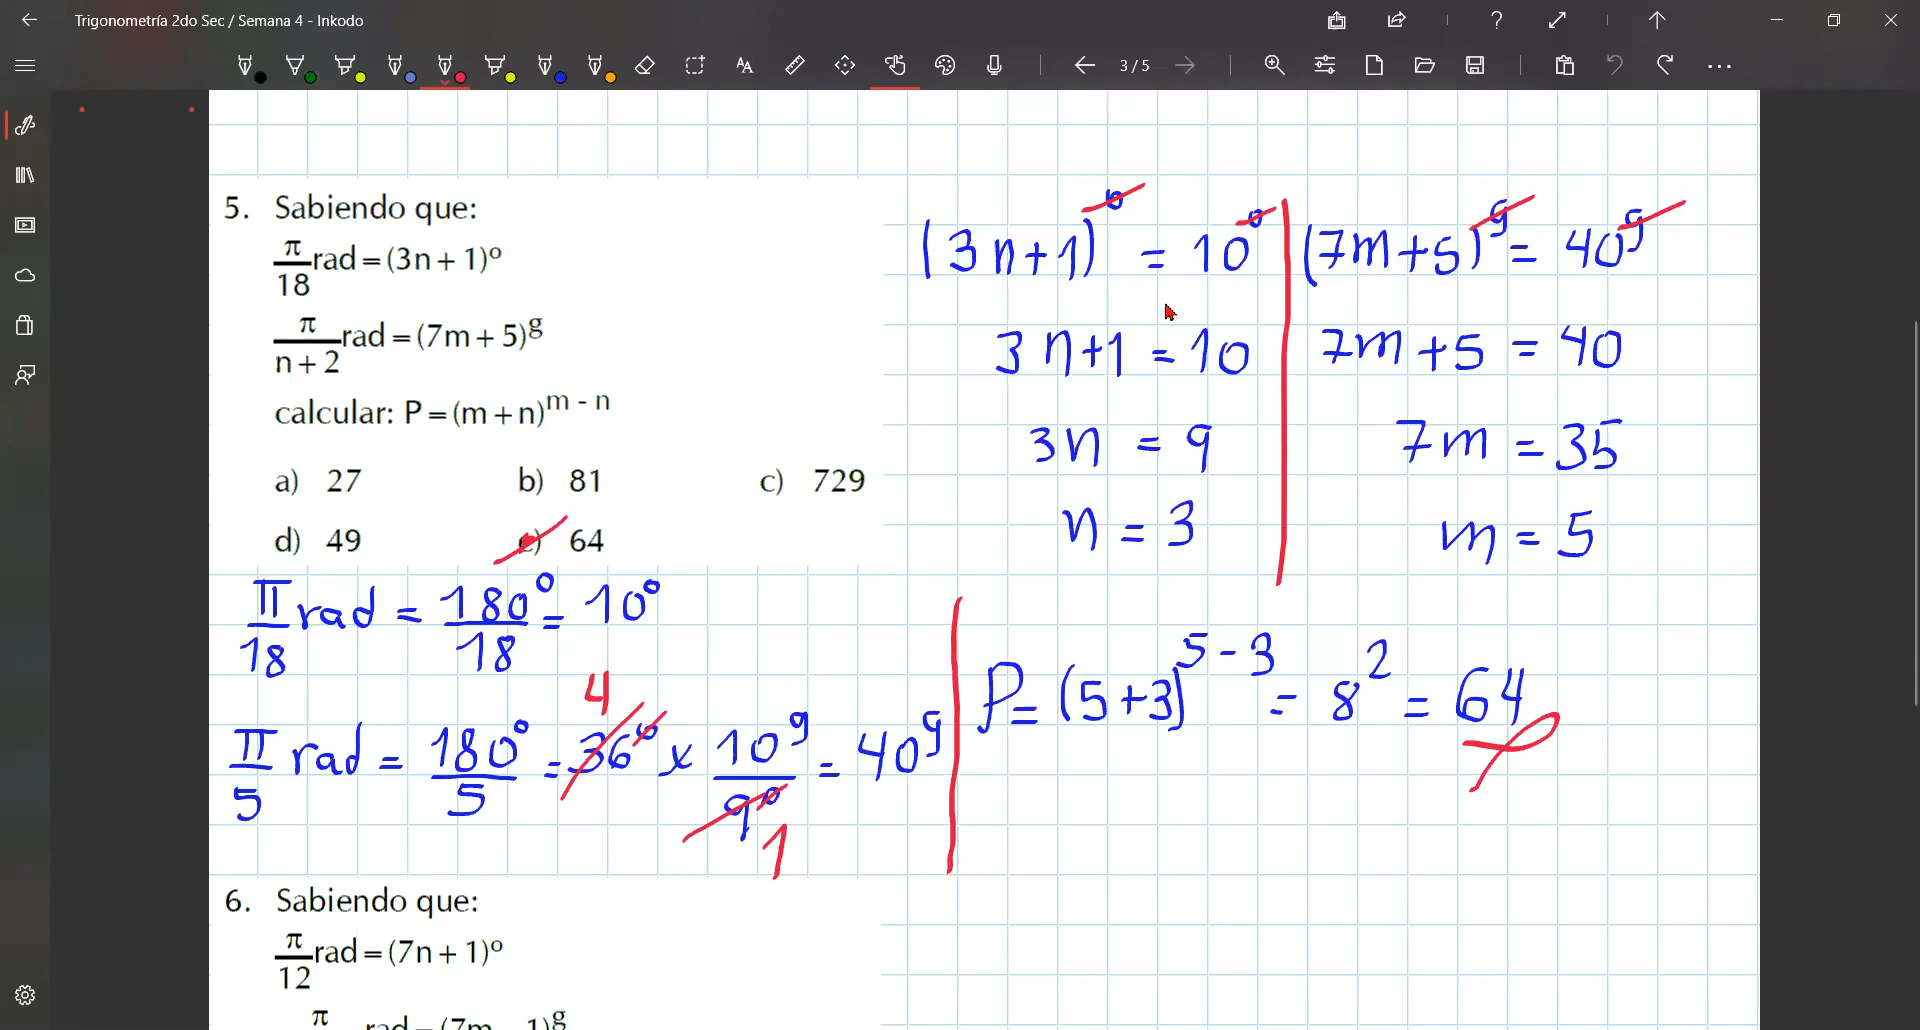 Trigonometría 2do Sec / Semana 4 - Inkodo
3 / 5
5. Sabiendo que:
π/18 rad = (3n + 1)º
π/(n + 2) rad = (7m + 5)^g
calcular: P = (m + n)^(m - n)
a) 27 b) 81 c) 729
d) 49 e) 64
π/18 rad = 180°/18 = 10°
4
π/5 rad = 180°/5 = 36° x 10^g/9° = 40^g
1
(3n+1)° = 10°
3n+1 = 10
3n = 9
n = 3
(7m+5)^g = 40^g
7m+5 = 40
7m = 35
m = 5
P = (5+3)^(5-3) = 8^2 = 64
6. Sabiendo que:
π/12 rad = (7n + 1)º